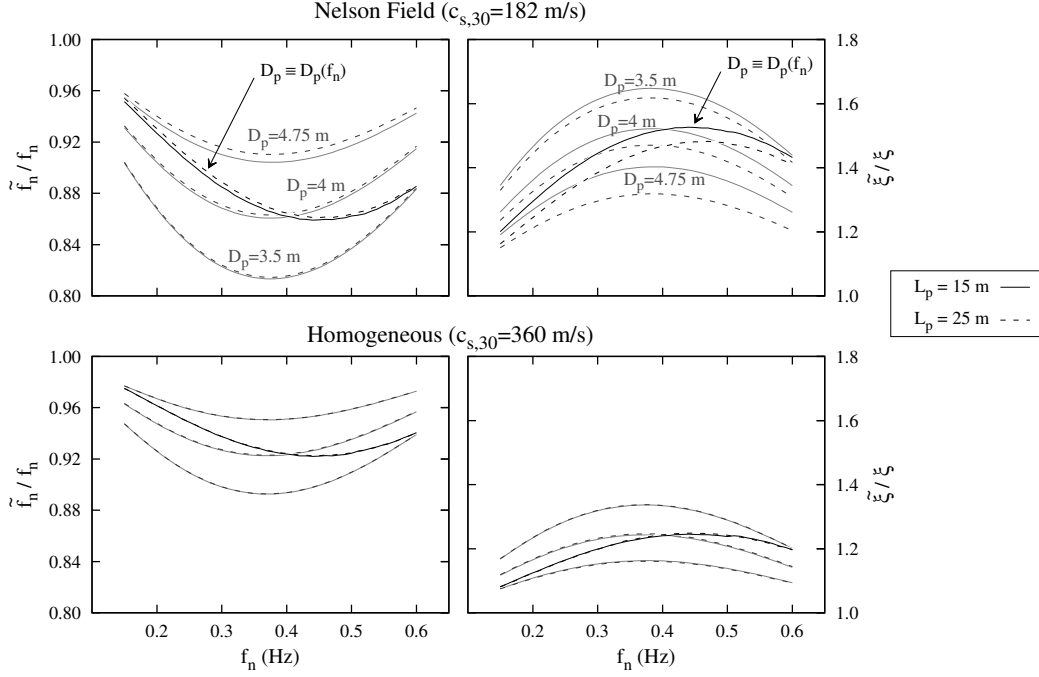 Nelson Field (c_s,30=182 m/s)
1.00
0.96
0.92
0.88
0.84
0.80
f̃_n / f_n
D_p ≡ D_p(f_n)
D_p=4.75 m
D_p=4 m
D_p=3.5 m
D_p ≡ D_p(f_n)
D_p=3.5 m
D_p=4 m
D_p=4.75 m
1.8
1.6
1.4
1.2
1.0
ξ̃ / ξ
L_p = 15 m
L_p = 25 m
Homogeneous (c_s,30=360 m/s)
1.00
0.96
0.92
0.88
0.84
0.80
f̃_n / f_n
0.2 0.3 0.4 0.5 0.6
f_n (Hz)
1.8
1.6
1.4
1.2
1.0
ξ̃ / ξ
0.2 0.3 0.4 0.5 0.6
f_n (Hz)